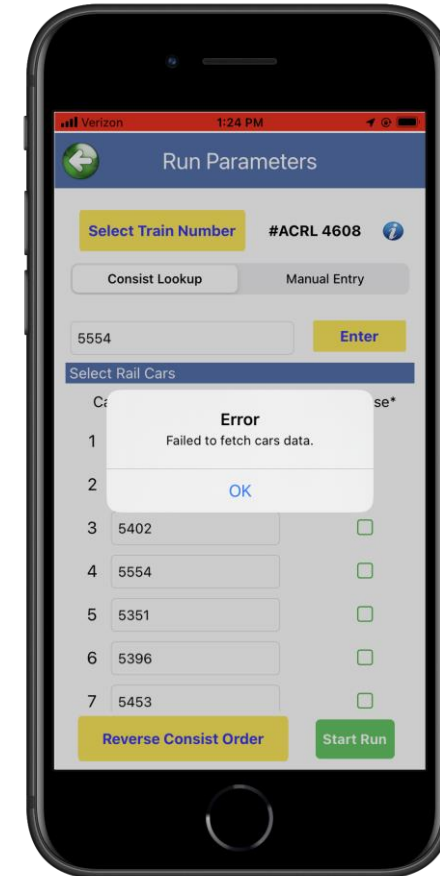 Verizon 1:24 PM
Run Parameters
Select Train Number #ACRL 4608 i
Consist Lookup Manual Entry
5554 Enter
Select Rail Cars
Error
Failed to fetch cars data.
OK
1
2
3 5402
4 5554
5 5351
6 5396
7 5453
Reverse Consist Order Start Run